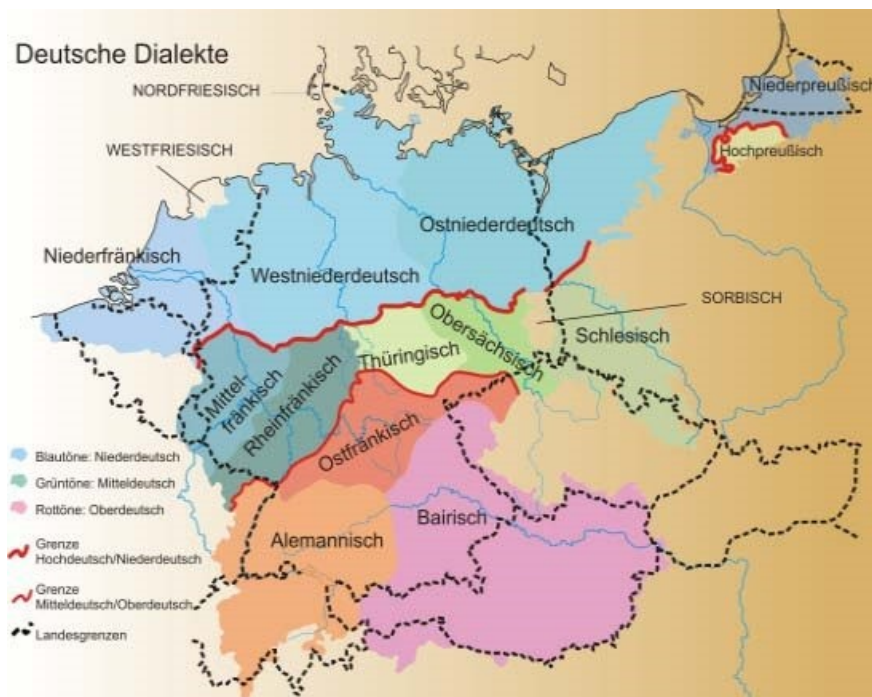 Deutsche Dialekte
NORDFRIESISCH
WESTFRIESISCH
Niederpreußisch
Hochpreußisch
Niederfränkisch
Ostniederdeutsch
Westniederdeutsch
SORBISCH
Obersächsisch
Schlesisch
Thüringisch
Mittel-
fränkisch
Rheinfränkisch
Ostfränkisch
Bairisch
Alemannisch
Blautöne: Niederdeutsch
Grüntöne: Mitteldeutsch
Rottöne: Oberdeutsch
Grenze
Hochdeutsch/Niederdeutsch
Grenze
Mitteldeutsch/Oberdeutsch
Landesgrenzen